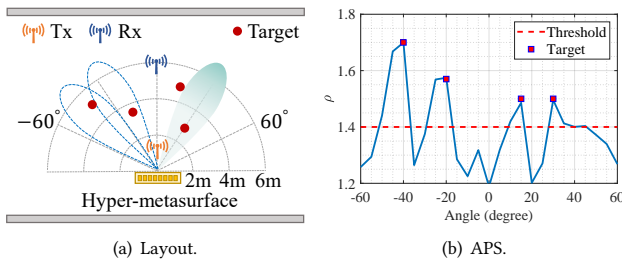 Tx Rx Target
−60° 60°
2m 4m 6m
Hyper-metasurface
(a) Layout.
1.8
1.6
1.4
1.2
ρ
Threshold
Target
-60 -40 -20 0 20 40 60
Angle (degree)
(b) APS.